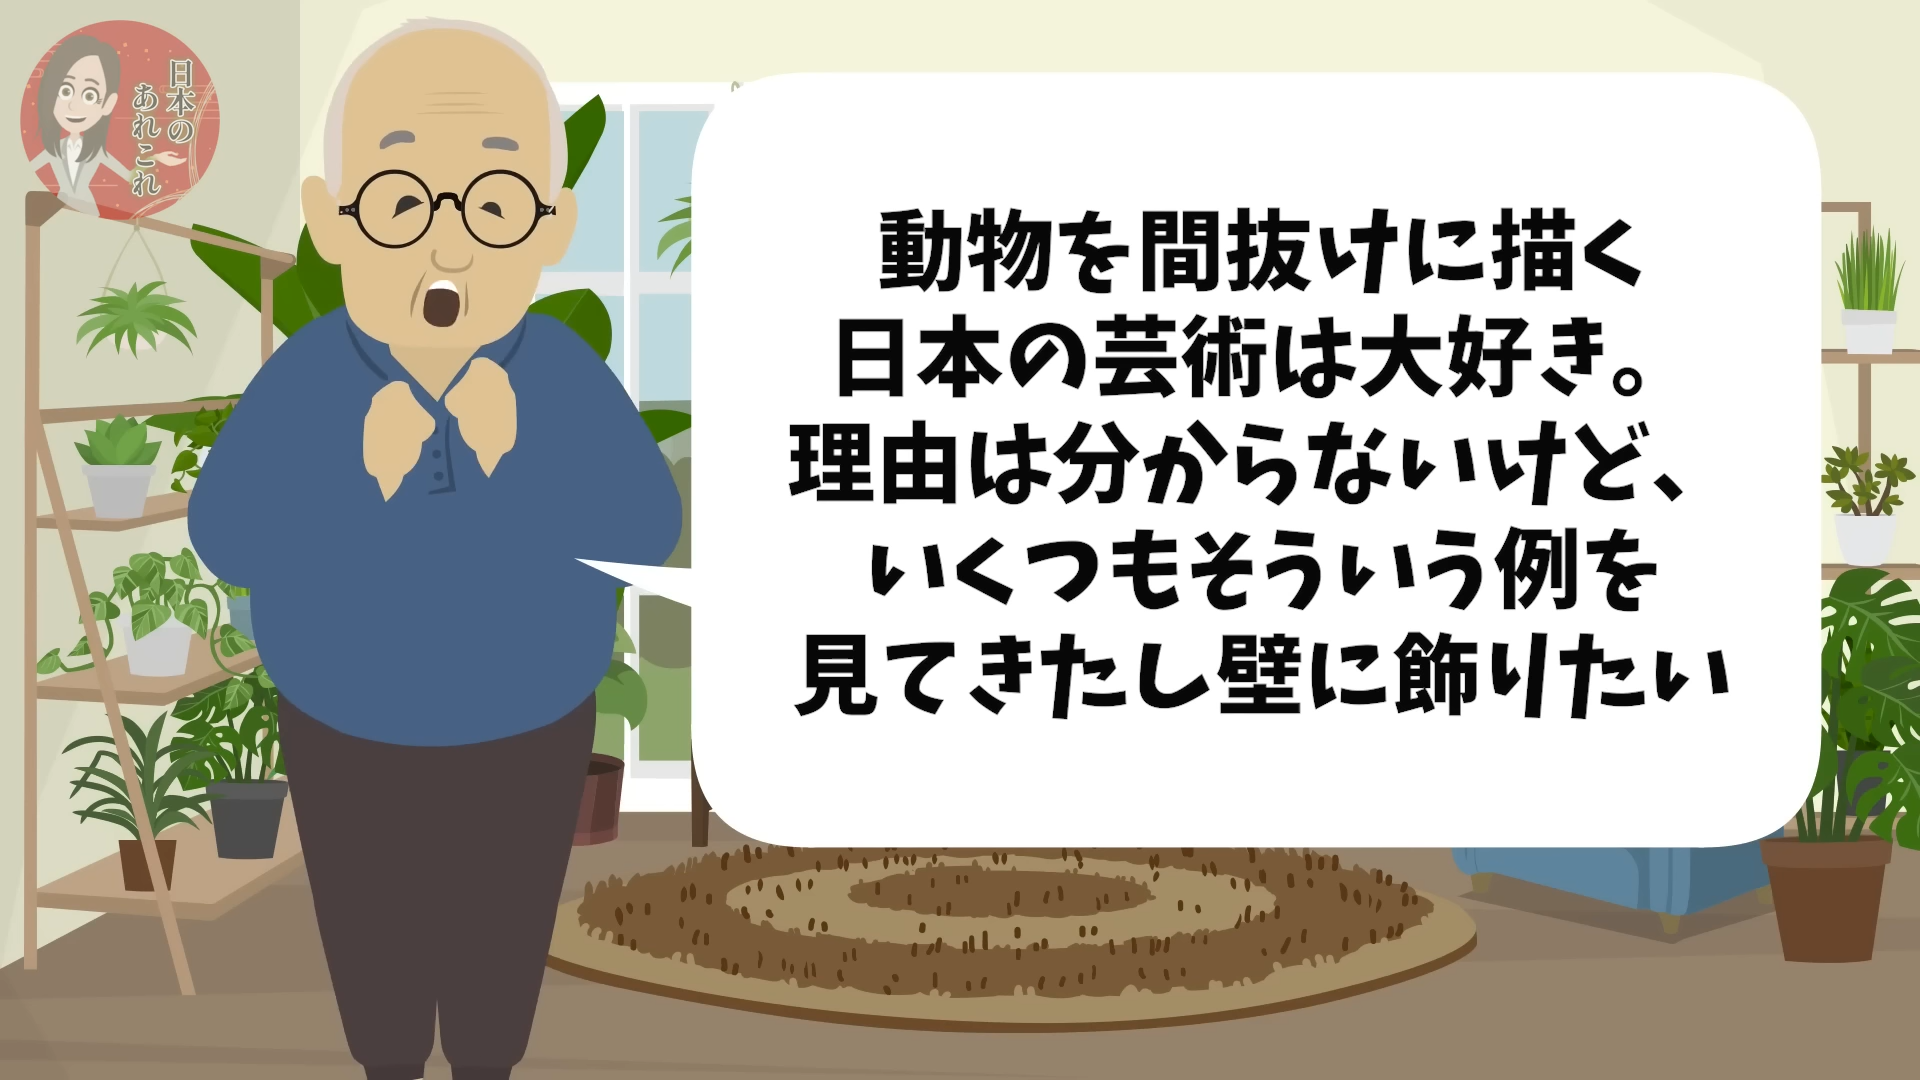 日本の
あれこれ
動物を間抜けに描く
日本の芸術は大好き。
理由は分からないけど、
いくつもそういう例を
見てきたし壁に飾りたい